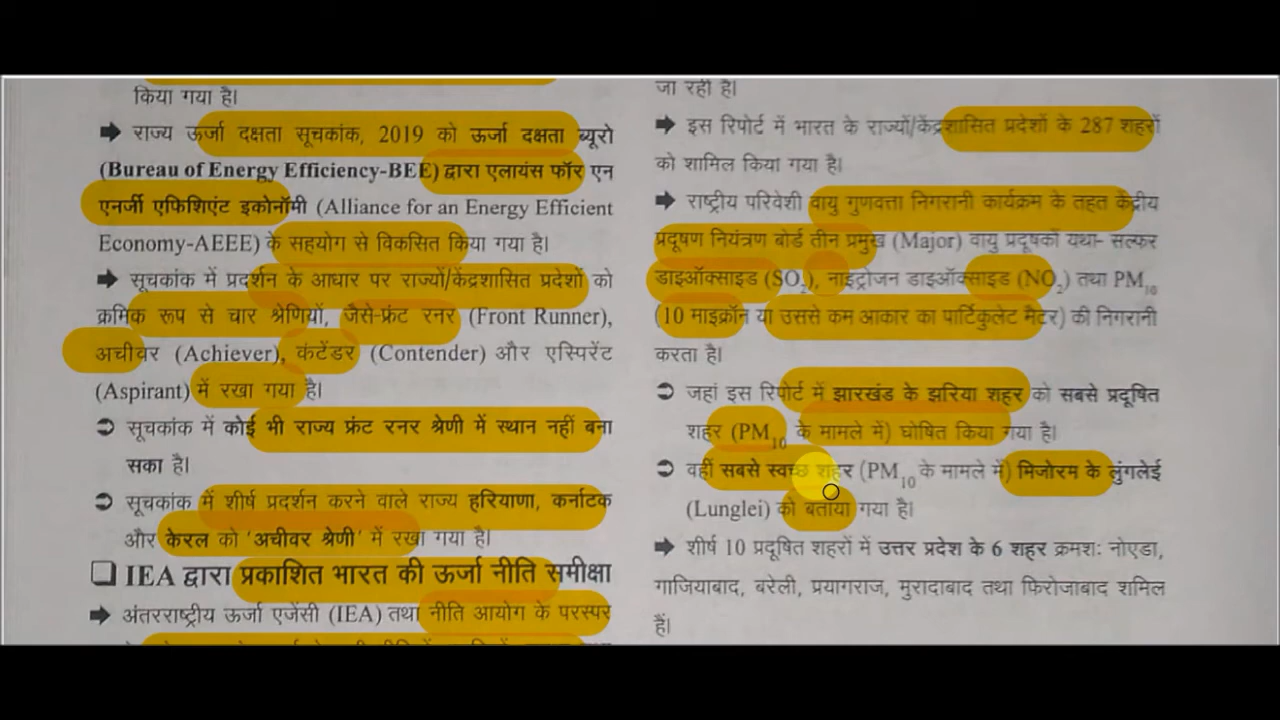 किया गया है।
➡ राज्य ऊर्जा दक्षता सूचकांक, 2019 को ऊर्जा दक्षता ब्यूरो
(Bureau of Energy Efficiency-BEE) द्वारा एलायंस फॉर एन
एनर्जी एफिशिएंट इकोनॉमी (Alliance for an Energy Efficient
Economy-AEEE) के सहयोग से विकसित किया गया है।
➡ सूचकांक में प्रदर्शन के आधार पर राज्यों/केंद्रशासित प्रदेशों को
क्रमिक रूप से चार श्रेणियों, जैसे-फ्रंट रनर (Front Runner),
अचीवर (Achiever), कंटेंडर (Contender) और एस्पिरेंट
(Aspirant) में रखा गया है।
➲ सूचकांक में कोई भी राज्य फ्रंट रनर श्रेणी में स्थान नहीं बना
सका है।
➲ सूचकांक में शीर्ष प्रदर्शन करने वाले राज्य हरियाणा, कर्नाटक
और केरल को 'अचीवर श्रेणी' में रखा गया है।
❑ IEA द्वारा प्रकाशित भारत की ऊर्जा नीति समीक्षा
➡ अंतरराष्ट्रीय ऊर्जा एजेंसी (IEA) तथा नीति आयोग के परस्पर
जा रही है।
➡ इस रिपोर्ट में भारत के राज्यों/केंद्रशासित प्रदेशों के 287 शहरों
को शामिल किया गया है।
➡ राष्ट्रीय परिवेशी वायु गुणवत्ता निगरानी कार्यक्रम के तहत केंद्रीय
प्रदूषण नियंत्रण बोर्ड तीन प्रमुख (Major) वायु प्रदूषकों यथा- सल्फर
डाइऑक्साइड (SO₂), नाइट्रोजन डाइऑक्साइड (NO₂) तथा PM₁₀
(10 माइक्रॉन या उससे कम आकार का पार्टिकुलेट मैटर) की निगरानी
करता है।
➲ जहां इस रिपोर्ट में झारखंड के झरिया शहर को सबसे प्रदूषित
शहर (PM₁₀ के मामले में) घोषित किया गया है।
➲ वहीं सबसे स्वच्छ शहर (PM₁₀ के मामले में) मिजोरम के लुंगलेई
(Lunglei) को बताया गया है।
➡ शीर्ष 10 प्रदूषित शहरों में उत्तर प्रदेश के 6 शहर क्रमशः नोएडा,
गाजियाबाद, बरेली, प्रयागराज, मुरादाबाद तथा फिरोजाबाद शमिल
हैं।